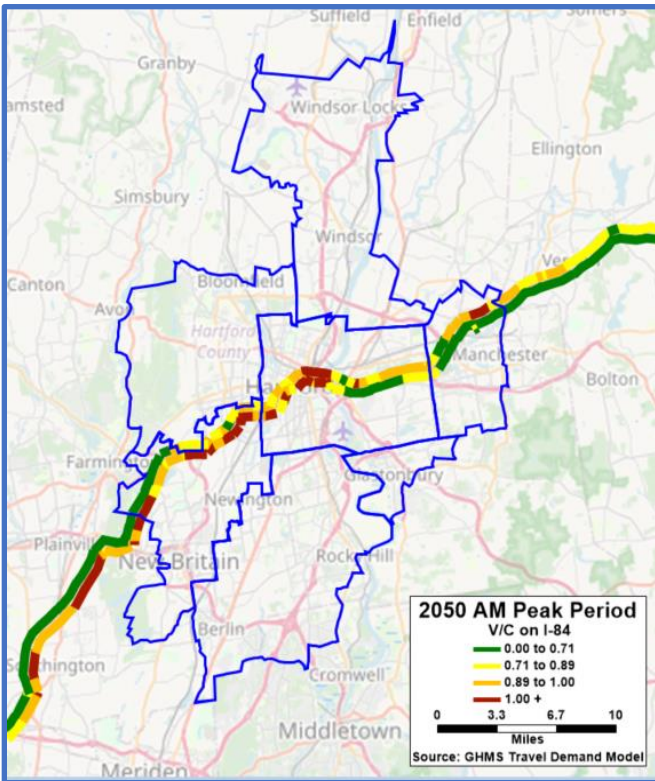 Suffield
Enfield
Somers
Granby
Windsor Locks
Ellington
Simsbury
Windsor
Canton
Bloomfield
Avo
Hartford
County
Manchester
Bolton
Farmington
Glastonbury
Newington
Plainvill
New Britain
Rocky Hill
Berlin
Cromwell
Middletown
Meriden
2050 AM Peak Period
V/C on I-84
0.00 to 0.71
0.71 to 0.89
0.89 to 1.00
1.00 +
0 3.3 6.7 10
Miles
Source: GHMS Travel Demand Model